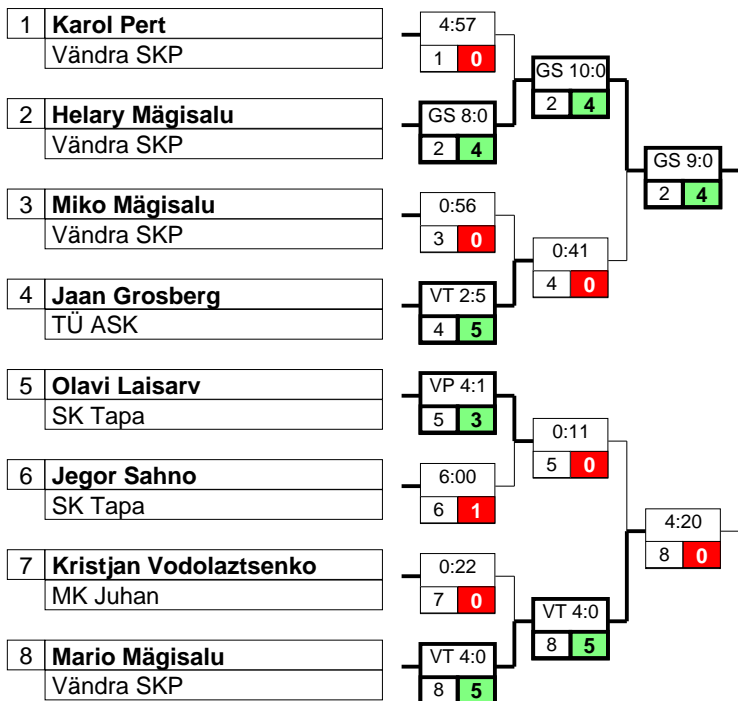 1 Karol Pert
Vändra SKP
4:57
1 0
GS 10:0
2 4
2 Helary Mägisalu
Vändra SKP
GS 8:0
2 4
GS 9:0
2 4
3 Miko Mägisalu
Vändra SKP
0:56
3 0
0:41
4 0
4 Jaan Grosberg
TÜ ASK
VT 2:5
4 5
5 Olavi Laisarv
SK Tapa
VP 4:1
5 3
0:11
5 0
6 Jegor Sahno
SK Tapa
6:00
6 1
4:20
8 0
7 Kristjan Vodolaztsenko
MK Juhan
0:22
7 0
VT 4:0
8 5
8 Mario Mägisalu
Vändra SKP
VT 4:0
8 5